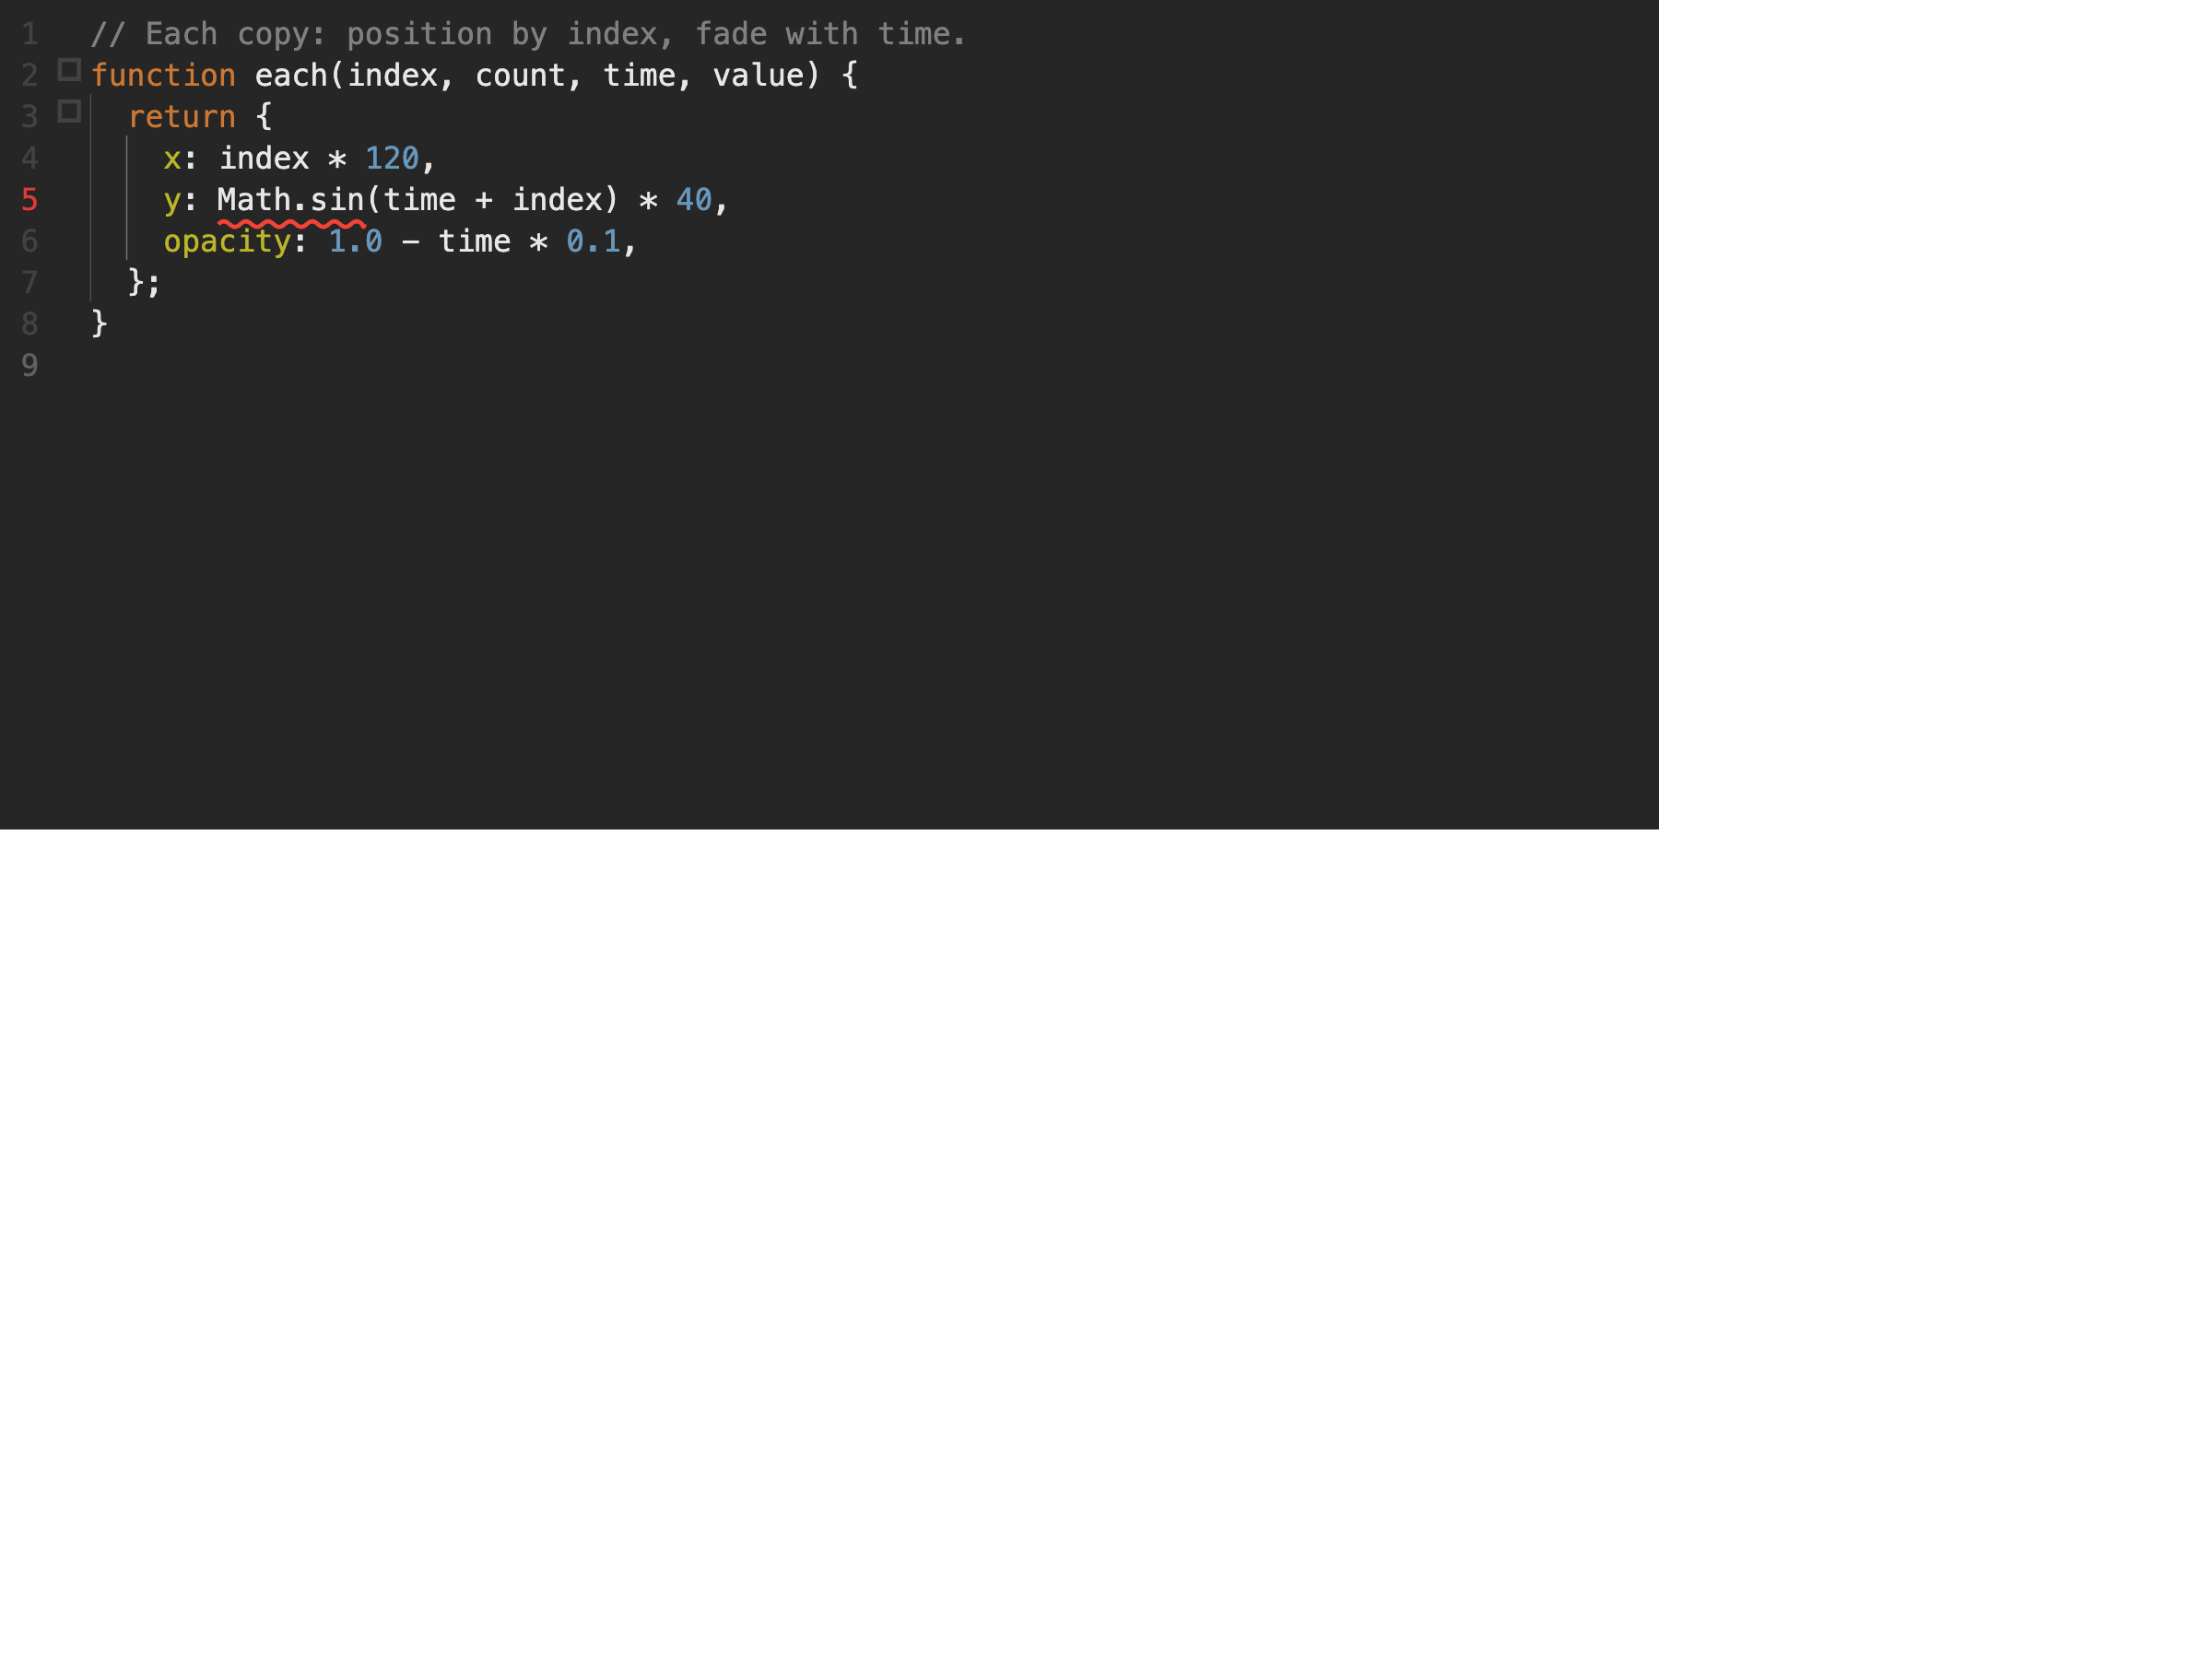 1 // Each copy: position by index, fade with time.
2 function each(index, count, time, value) {
3   return {
4     x: index * 120,
5     y: Math.sin(time + index) * 40,
6     opacity: 1.0 - time * 0.1,
7   };
8 }
9